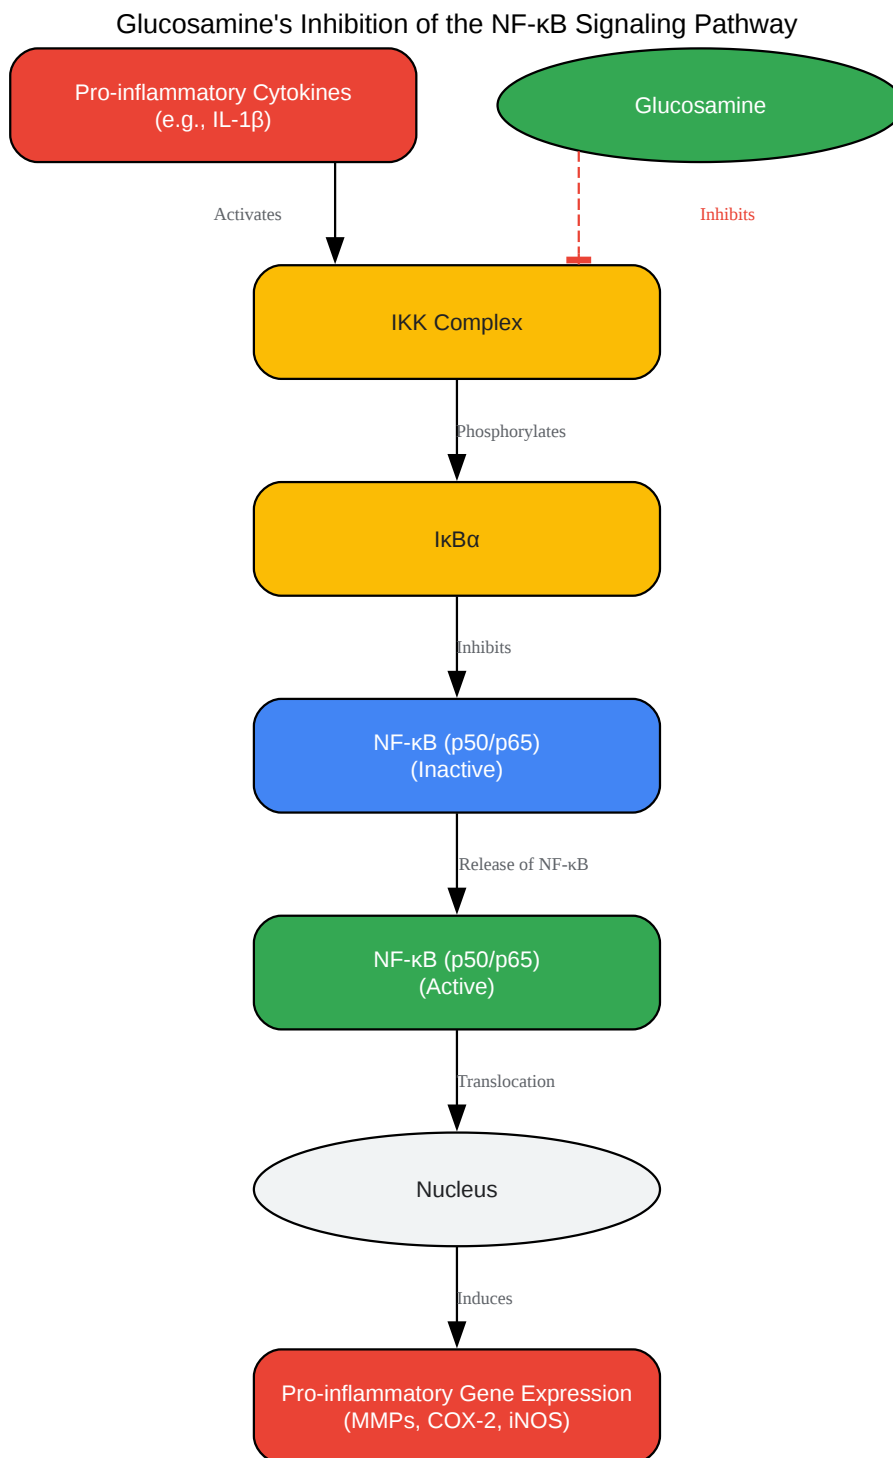 Glucosamine's Inhibition of the NF-κB Signaling Pathway
Pro-inflammatory Cytokines
(e.g., IL-1β)
Glucosamine
Activates
Inhibits
IKK Complex
Phosphorylates
IκBα
Inhibits
NF-κB (p50/p65)
(Inactive)
Release of NF-κB
NF-κB (p50/p65)
(Active)
Translocation
Nucleus
Induces
Pro-inflammatory Gene Expression
(MMPs, COX-2, iNOS)